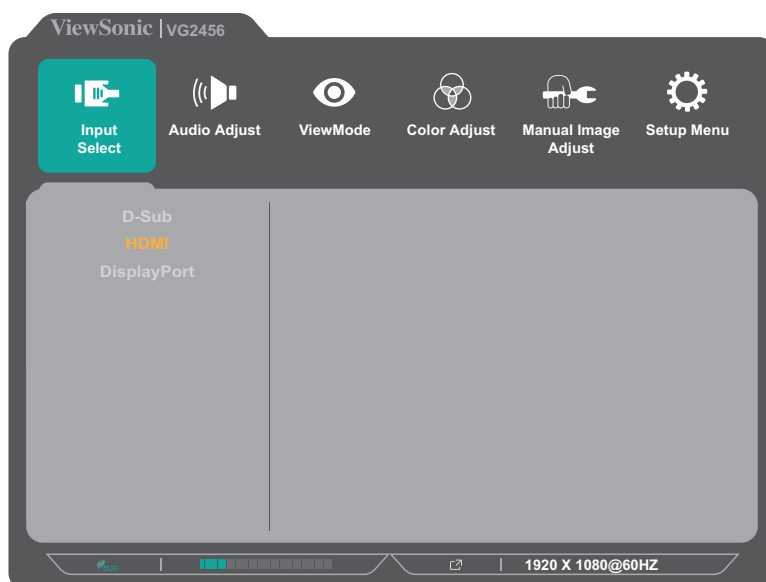 ViewSonic | VG2456
Input
Select
Audio Adjust
ViewMode
Color Adjust
Manual Image
Adjust
Setup Menu
D-Sub
HDMI
DisplayPort
eco
1920 X 1080@60HZ